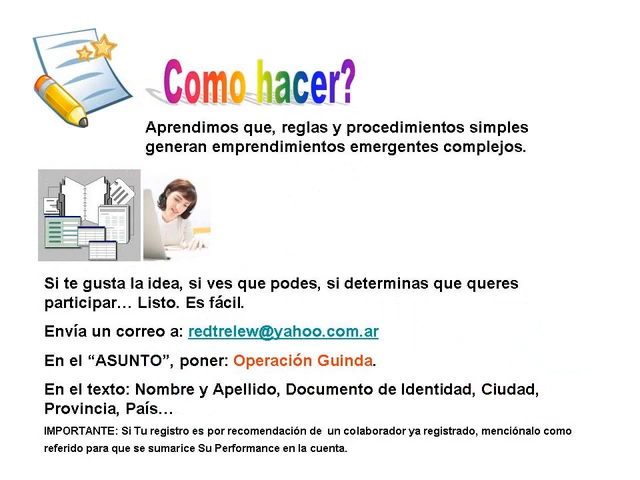 Como hacer?
Aprendimos que, reglas y procedimientos simples
generan emprendimientos emergentes complejos.
Si te gusta la idea, si ves que podes, si determinas que queres
participar… Listo. Es fácil.
Envía un correo a: redtrelew@yahoo.com.ar
En el “ASUNTO”, poner: Operación Guinda.
En el texto: Nombre y Apellido, Documento de Identidad, Ciudad,
Provincia, País…
IMPORTANTE: Si Tu registro es por recomendación de un colaborador ya registrado, menciónalo como
referido para que se sumarice Su Performance en la cuenta.